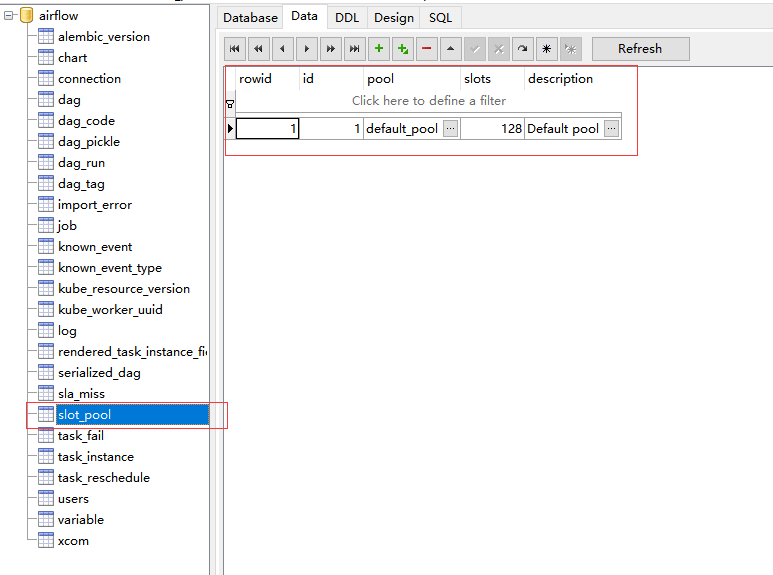 airflow
alembic_version
chart
connection
dag
dag_code
dag_pickle
dag_run
dag_tag
import_error
job
known_event
known_event_type
kube_resource_version
kube_worker_uuid
log
rendered_task_instance_fi
serialized_dag
sla_miss
slot_pool
task_fail
task_instance
task_reschedule
users
variable
xcom
Database Data DDL Design SQL
Refresh
rowid id pool slots description
Click here to define a filter
1 1 default_pool ... 128 Default pool ...